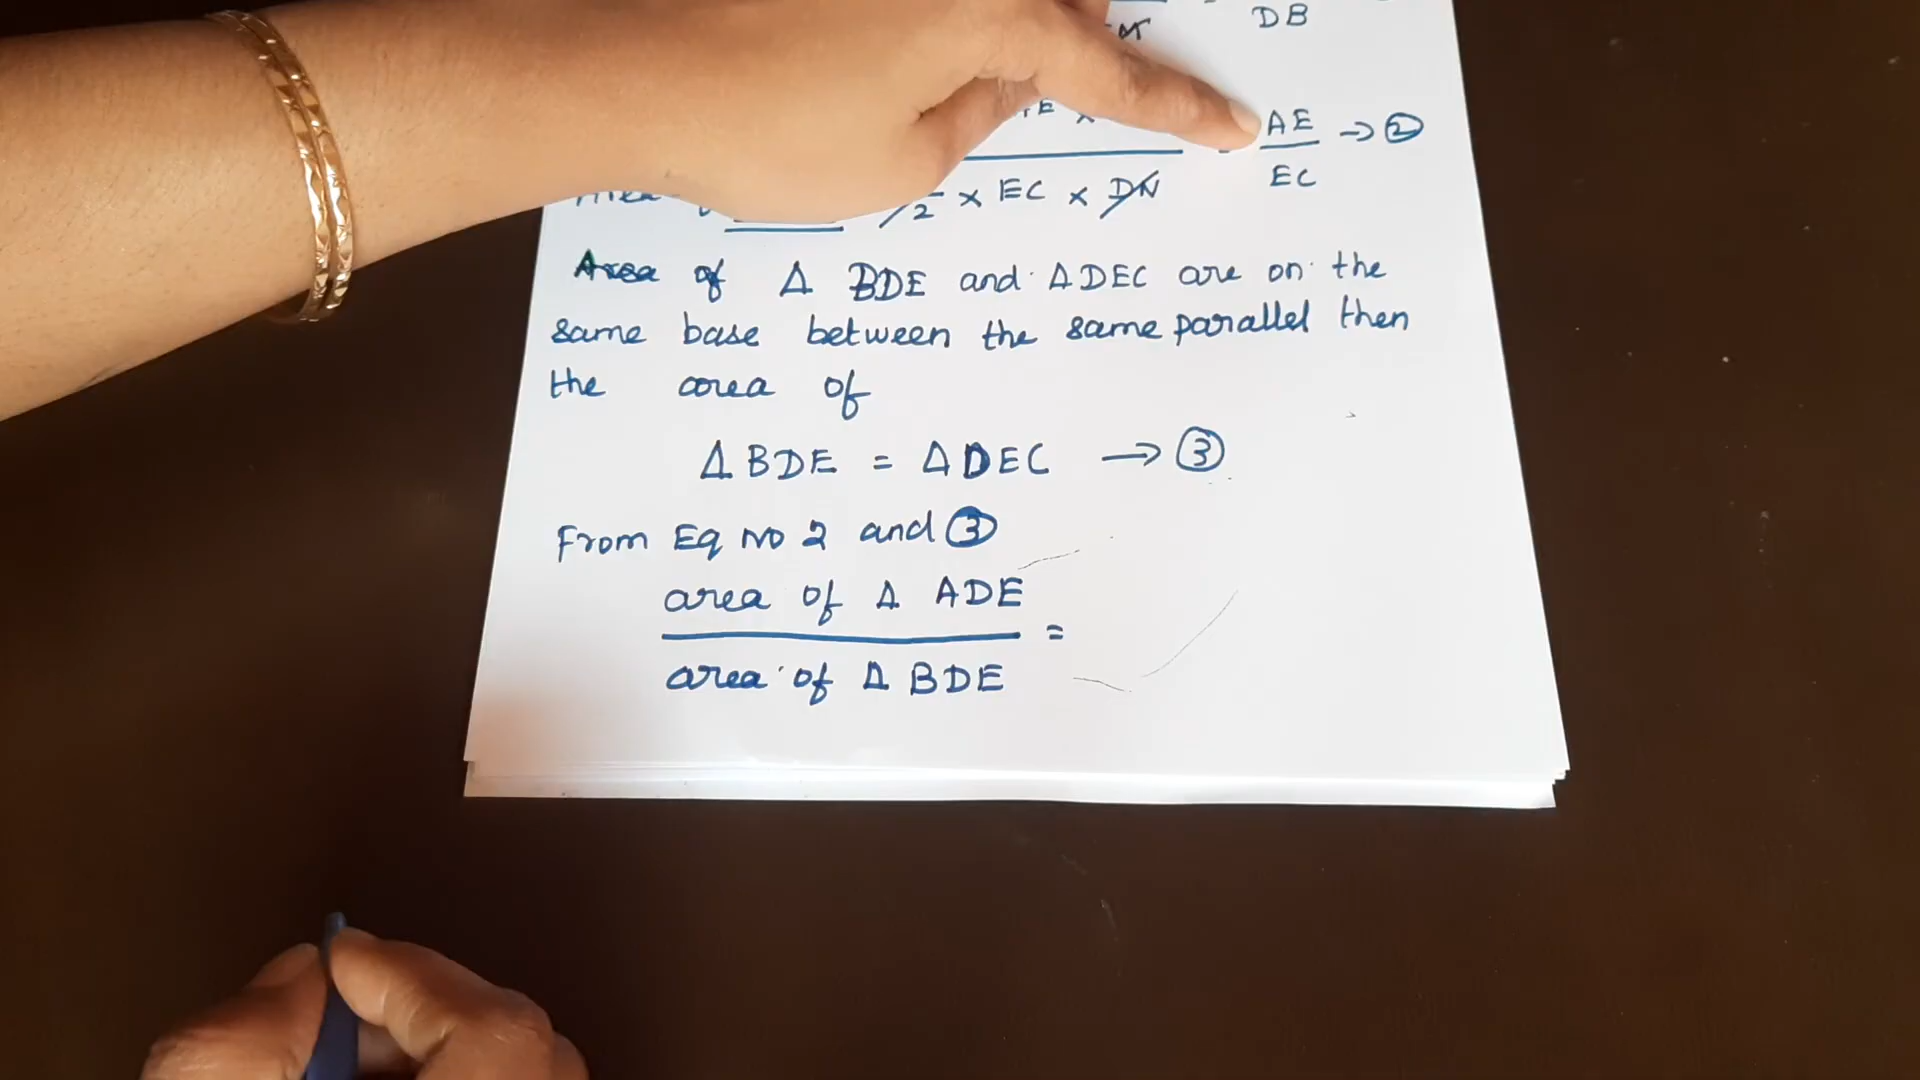 DB
AE → ②
EC
2 × EC × DN
Area of Δ BDE and Δ DEC are on the
same base between the same parallel then
the area of
Δ BDE = Δ DEC → ③
From Eq no 2 and ③
area of Δ ADE
=
area of Δ BDE